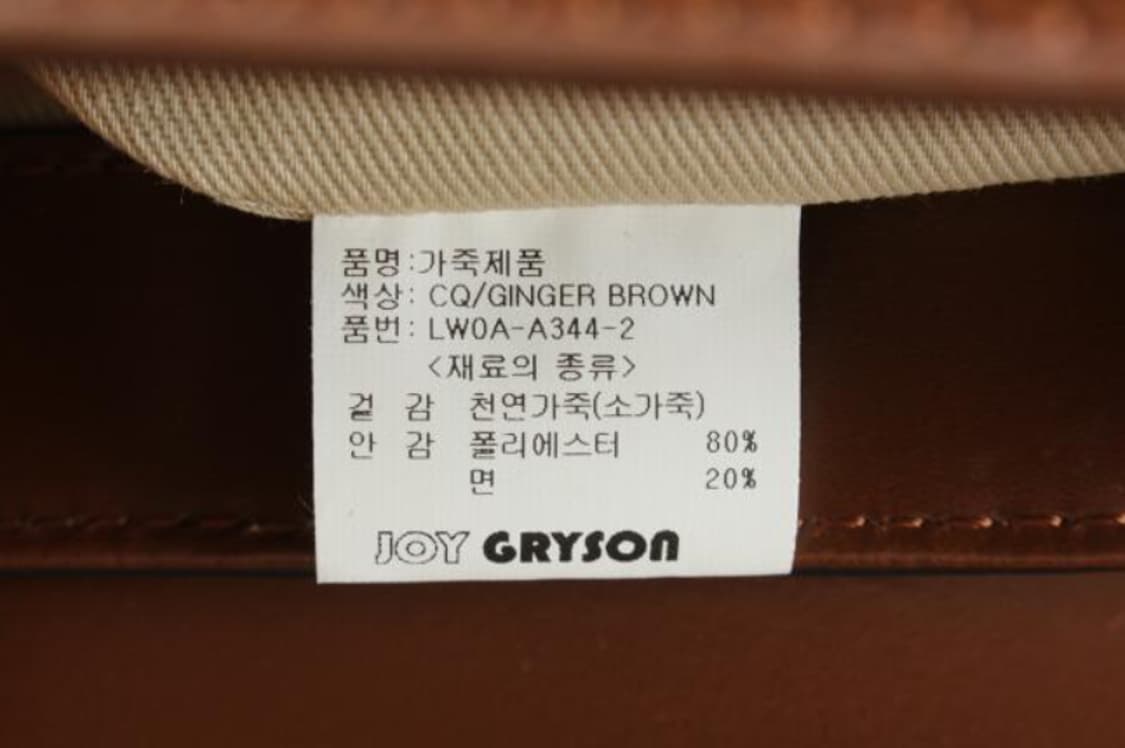 품명:가죽제품
색상: CQ/GINGER BROWN
품번: LW0A-A344-2
<재료의 종류>
겉 감 천연가죽(소가죽)
안 감 폴리에스터 80%
면 20%
JOY GRYSON